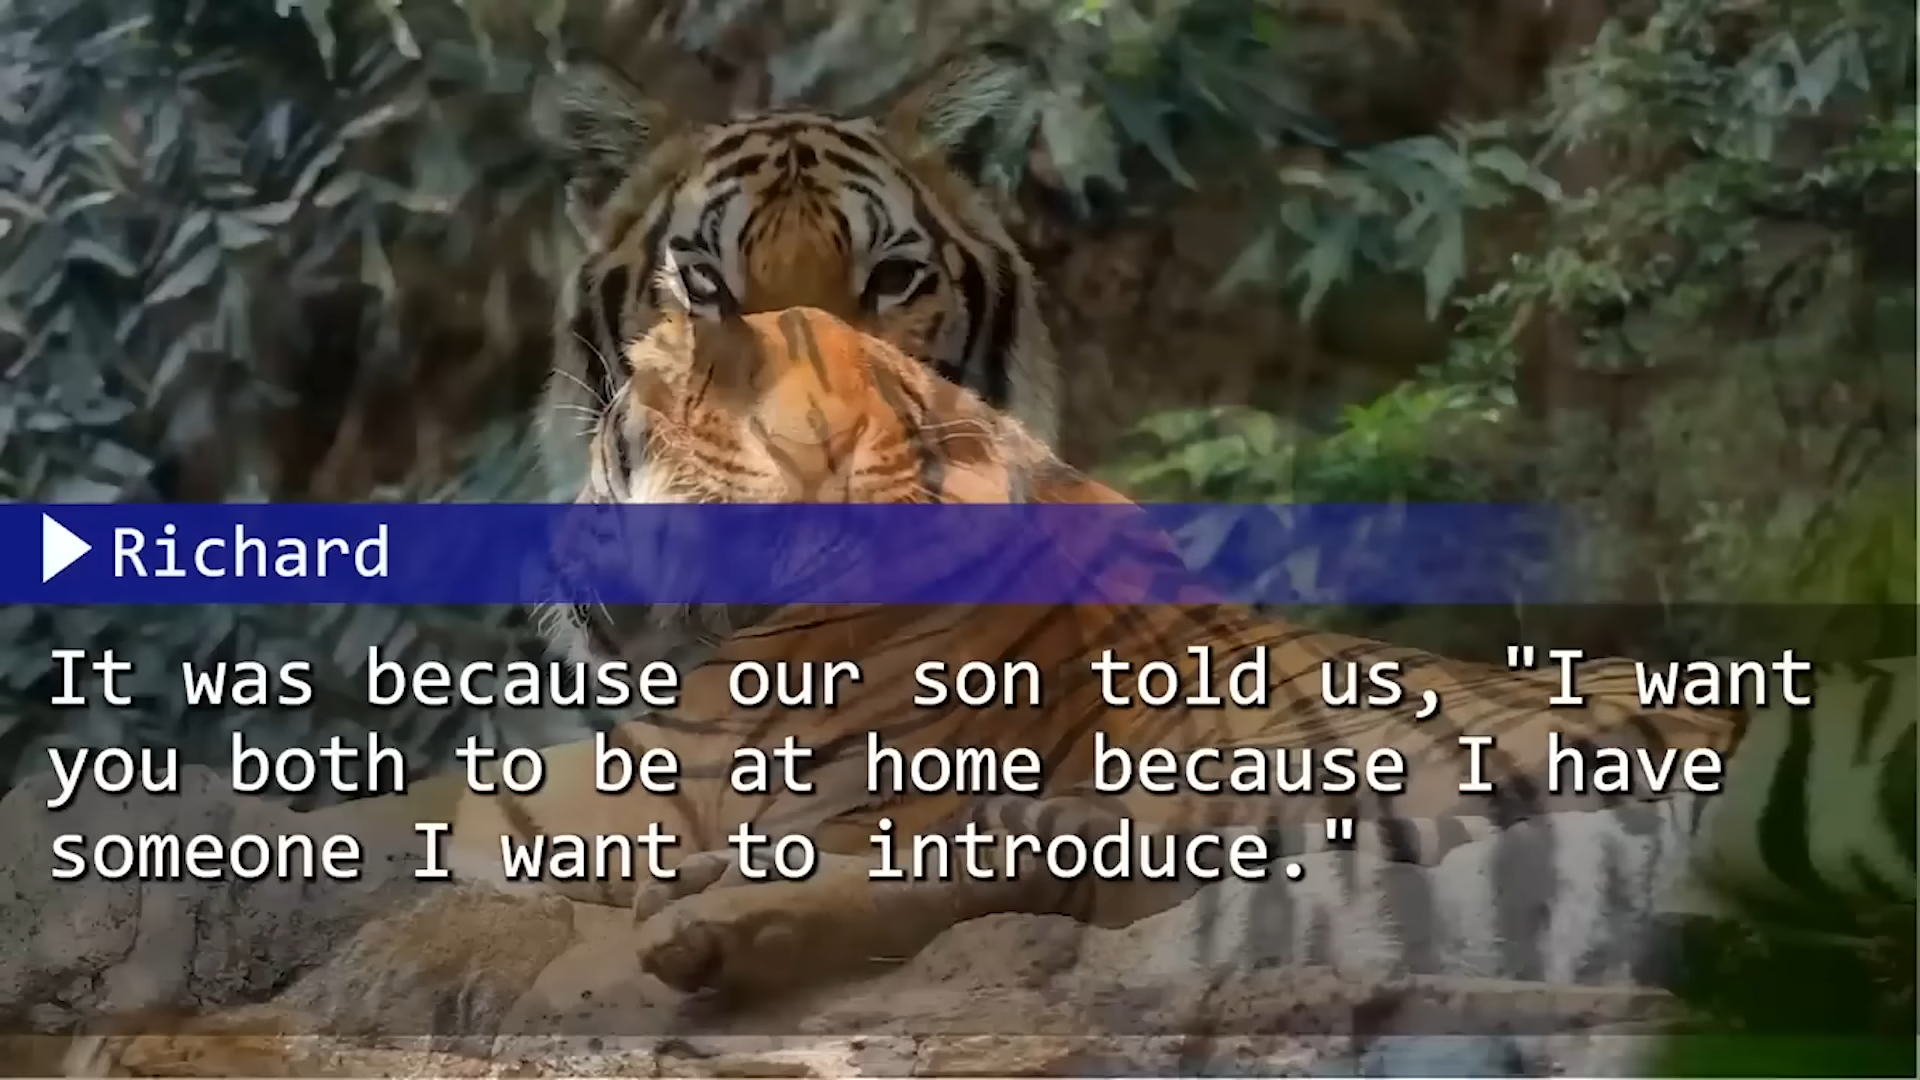 Richard
It was because our son told us, "I want
you both to be at home because I have
someone I want to introduce."